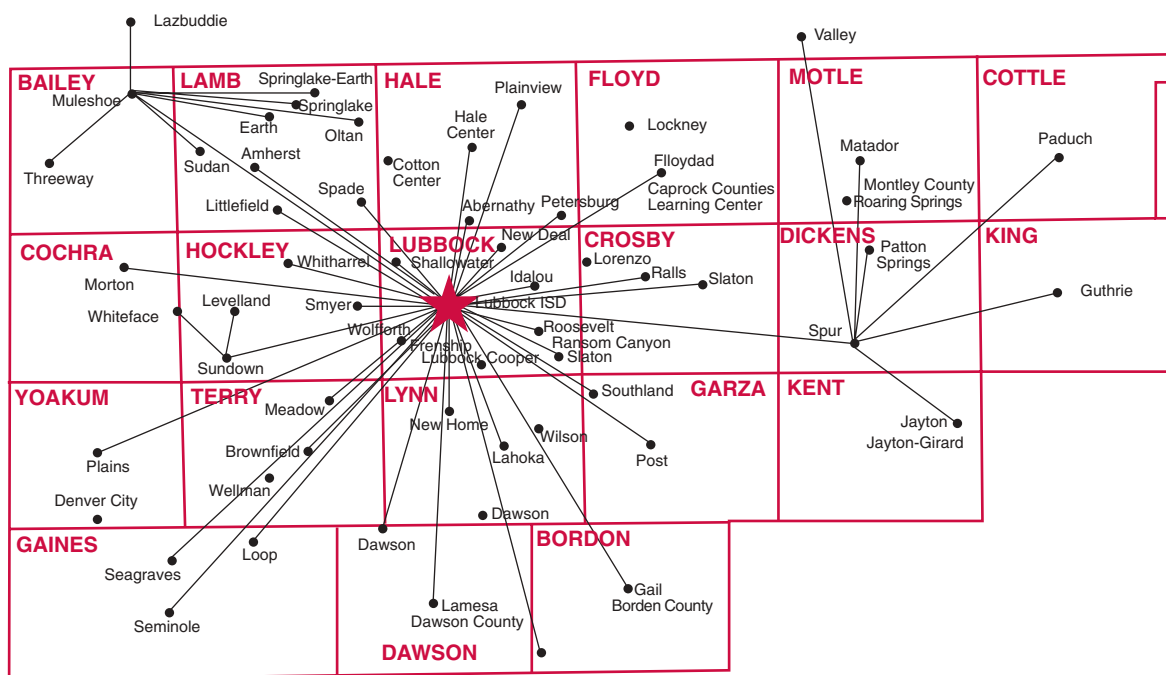 Lazbuddie
Valley
BAILEY
LAMB
Springlake-Earth
HALE
FLOYD
MOTLE
COTTLE
Muleshoe
Springlake
Plainview
Earth
Oltan
Hale
Center
Lockney
Threeway
Sudan
Amherst
Cotton
Center
Flloydad
Matador
Paduch
Spade
Caprock Counties
Learning Center
Montley County
Roaring Springs
Littlefield
Abernathy
Petersburg
New Deal
COCHRA
HOCKLEY
LUBBOCK
CROSBY
DICKENS
KING
Whitharrel
Shallowater
Lorenzo
Patton
Springs
Morton
Idalou
Ralls
Slaton
Guthrie
Whiteface
Levelland
Smyer
Lubbock ISD
Wolfforth
Frenship
Roosevelt
Ransom Canyon
Spur
Sundown
Lubbock Cooper
Slaton
YOAKUM
TERRY
LYNN
Southland
GARZA
KENT
Meadow
New Home
Wilson
Jayton
Jayton-Girard
Plains
Brownfield
Lahoka
Post
Wellman
Denver City
Dawson
GAINES
Loop
Dawson
BORDON
Seagraves
Seminole
Lamesa
Dawson County
Gail
Borden County
DAWSON